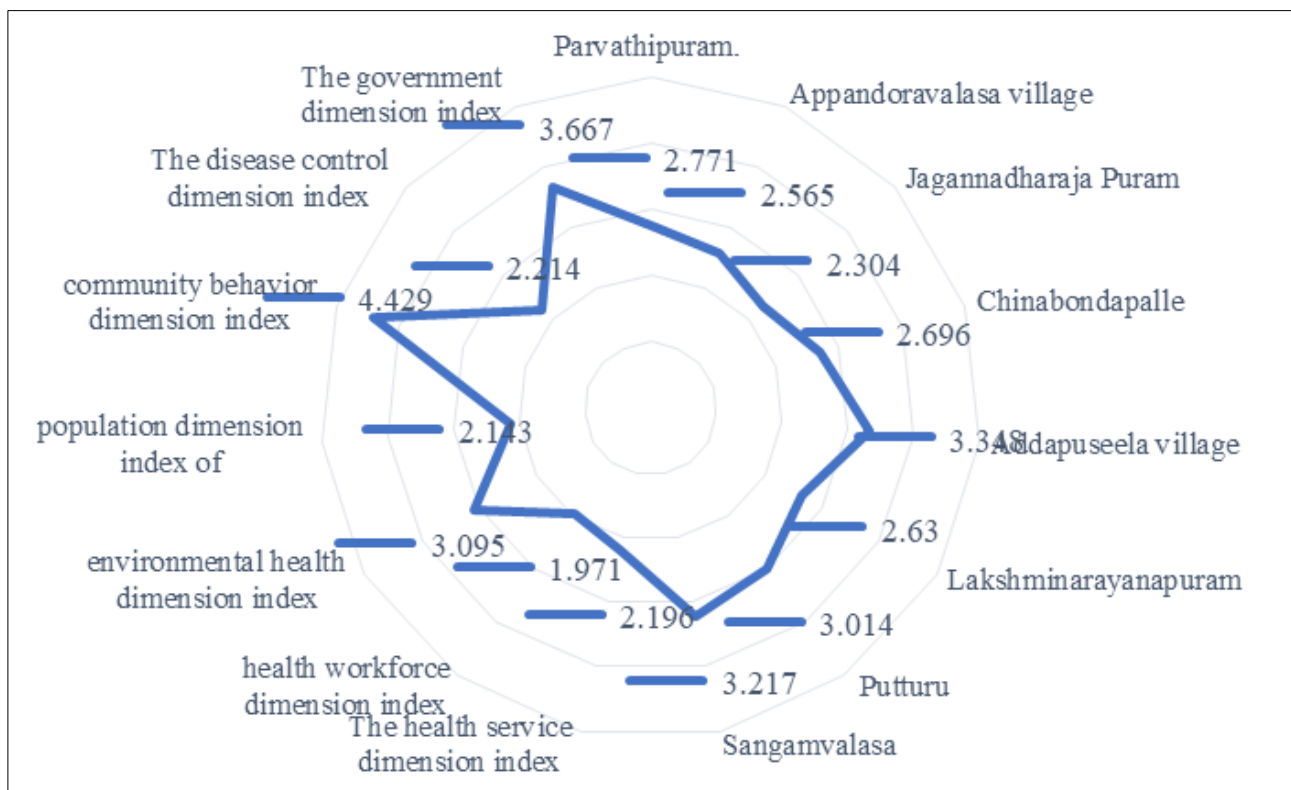 Parvathipuram.
The government
dimension index
Appandoravalasa village
3.667
2.771
The disease control
dimension index
2.565
Jagannadharaja Puram
2.214
2.304
community behavior
dimension index
4.429
Chinabondapalle
2.696
population dimension
index of
2.143
3.348
Addapuseela village
2.63
environmental health
dimension index
3.095
1.971
Lakshminarayanapuram
2.196
3.014
health workforce
dimension index
3.217
Putturu
The health service
dimension index
Sangamvalasa